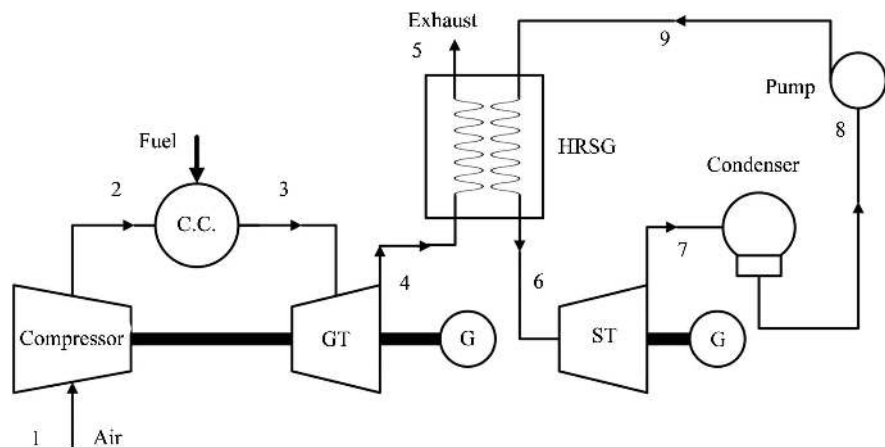 Exhaust
5
9
Pump
8
Fuel
HRSG
2
3
Condenser
C.C.
4
6
7
Compressor
GT
G
ST
G
1
Air